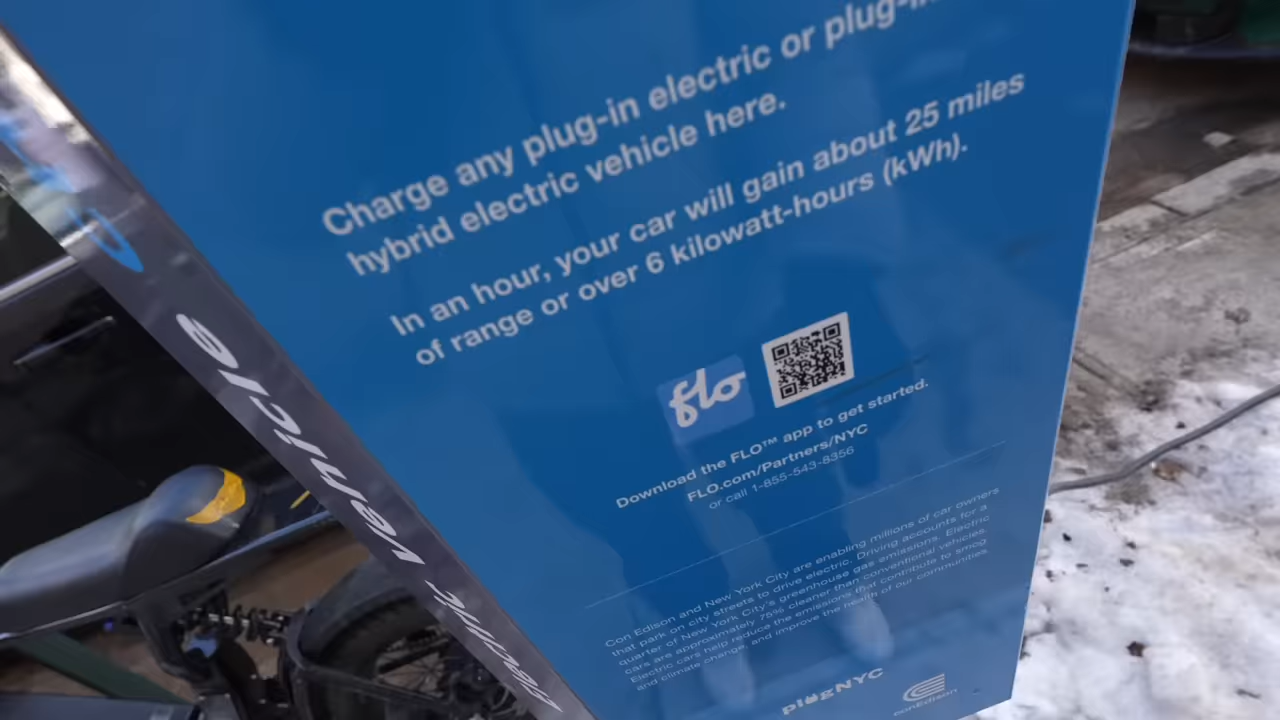 Charge any plug-in electric or plug-in
hybrid electric vehicle here.
In an hour, your car will gain about 25 miles
of range or over 6 kilowatt-hours (kWh).
flo
Download the FLO™ app to get started.
FLO.com/Partners/NYC
or call 1-855-543-8356
Con Edison and New York City are enabling millions of car owners
that park on city streets to drive electric. Driving accounts for a
quarter of New York City's greenhouse gas emissions. Electric
cars are approximately 75% cleaner than conventional vehicles.
Electric cars help reduce the emissions that contribute to smog
and climate change, and improve the health of our communities.
plugNYC
conEdison
vehicle